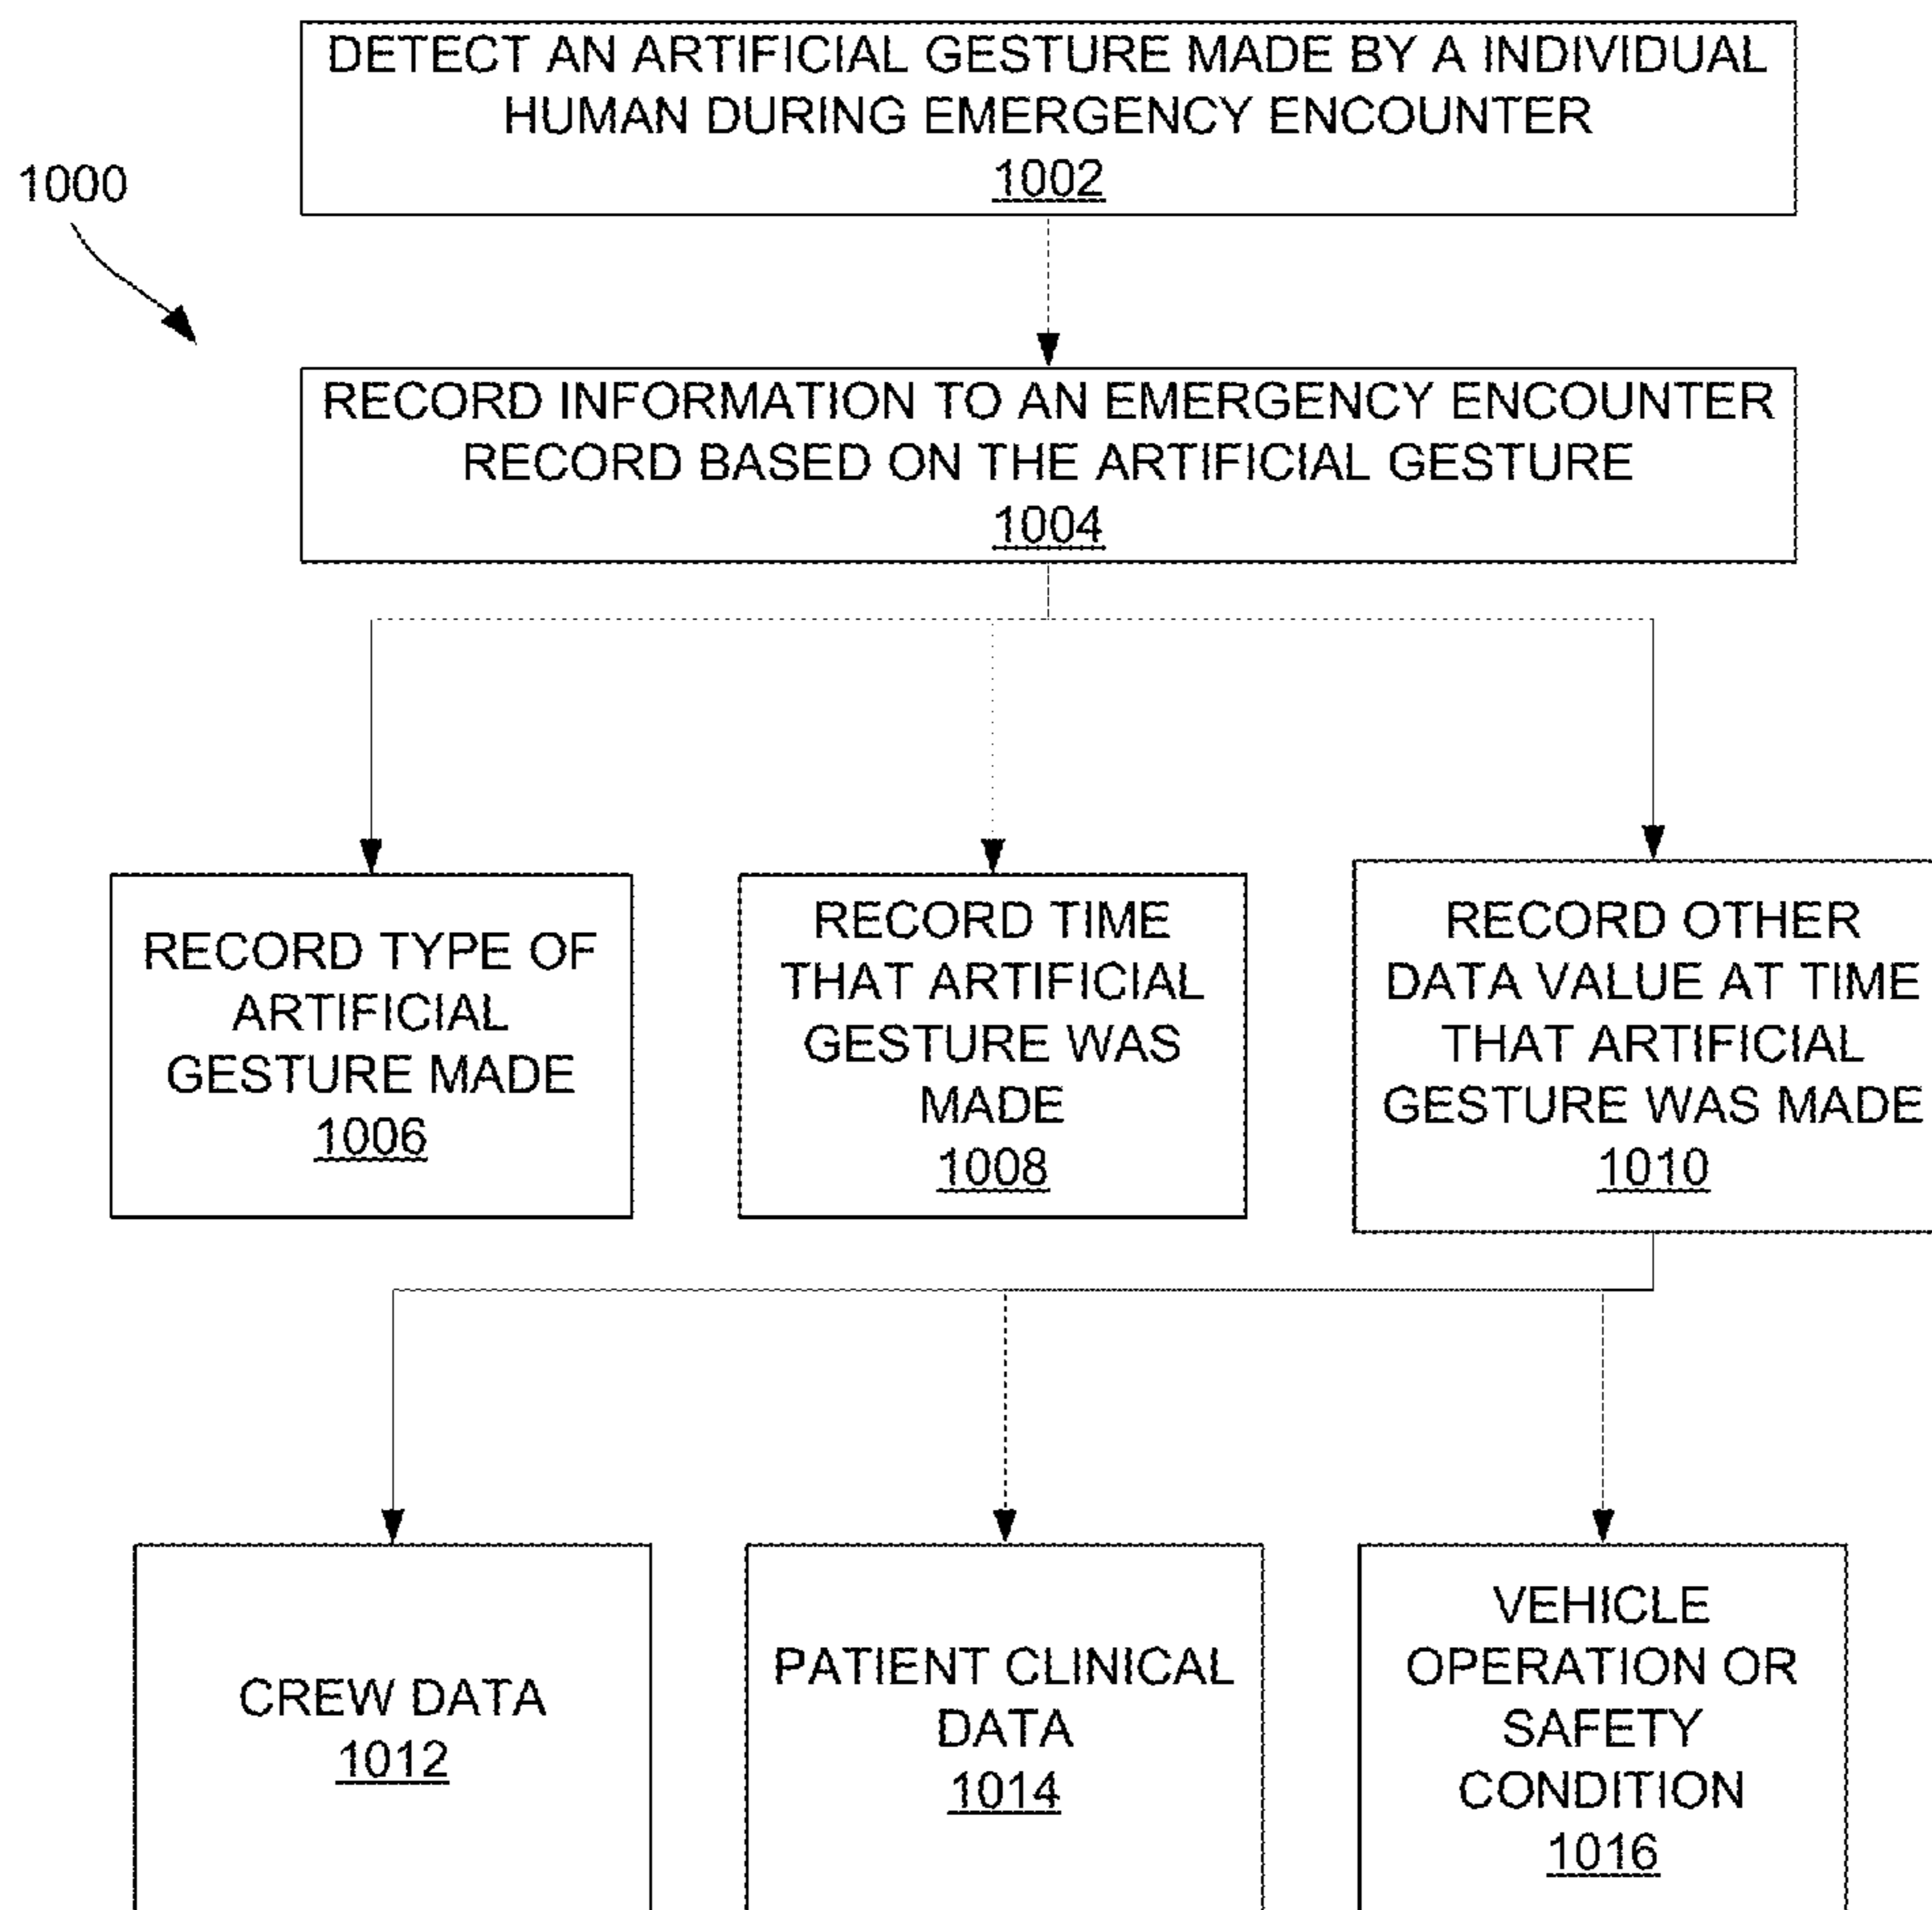 DETECT AN ARTIFICIAL GESTURE MADE BY A INDIVIDUAL
HUMAN DURING EMERGENCY ENCOUNTER
1002
1000
RECORD INFORMATION TO AN EMERGENCY ENCOUNTER
RECORD BASED ON THE ARTIFICIAL GESTURE
1004
RECORD TYPE OF
ARTIFICIAL
GESTURE MADE
1006
RECORD TIME
THAT ARTIFICIAL
GESTURE WAS
MADE
1008
RECORD OTHER
DATA VALUE AT TIME
THAT ARTIFICIAL
GESTURE WAS MADE
1010
CREW DATA
1012
PATIENT CLINICAL
DATA
1014
VEHICLE
OPERATION OR
SAFETY
CONDITION
1016